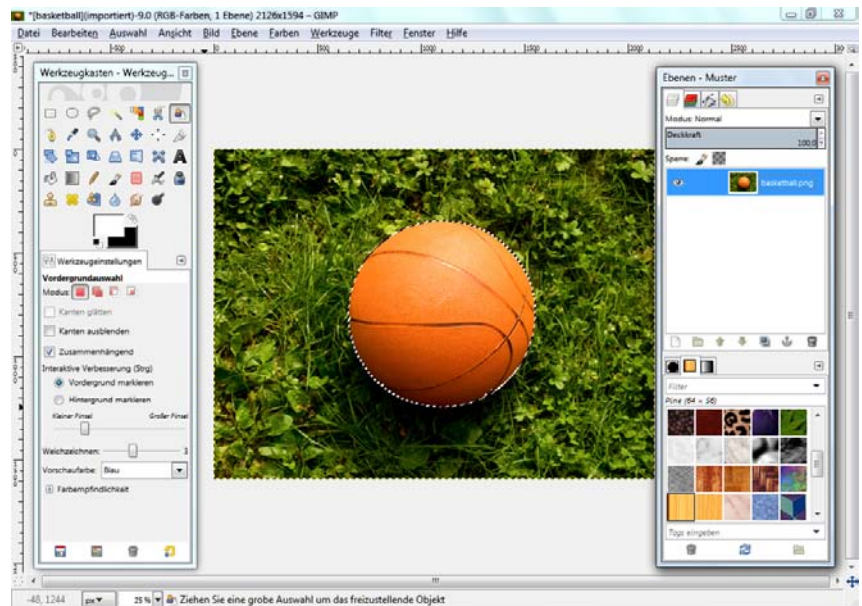 *[basketball](importiert)-9.0 (RGB-Farben, 1 Ebene) 2126x1594 – GIMP
Datei Bearbeiten Auswahl Ansicht Bild Ebene Farben Werkzeuge Filter Fenster Hilfe
Werkzeugkasten - Werkzeug...
Werkzeugeinstellungen
Vordergrundauswahl
Modus:
Kanten glätten
Kanten ausblenden
Zusammenhängend
Interaktive Verbesserung (Strg)
Vordergrund markieren
Hintergrund markieren
Kleiner Pinsel Großer Pinsel
Weichzeichnen: 3
Vorschaufarbe: Blau
Farbempfindlichkeit
Ebenen - Muster
Modus: Normal
Deckkraft
100,0
Sperre:
basketball.png
Filter
Pine (64 × 56)
Tags eingeben
-48, 1244 px 25 % Ziehen Sie eine grobe Auswahl um das freizustellende Objekt